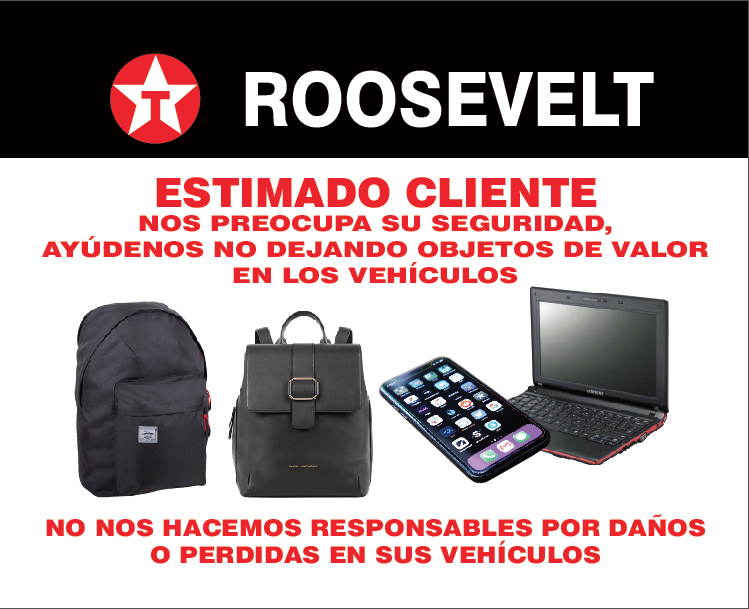 T ROOSEVELT
ESTIMADO CLIENTE
NOS PREOCUPA SU SEGURIDAD,
AYÚDENOS NO DEJANDO OBJETOS DE VALOR
EN LOS VEHÍCULOS
SAMSUNG
NO NOS HACEMOS RESPONSABLES POR DAÑOS
O PERDIDAS EN SUS VEHÍCULOS